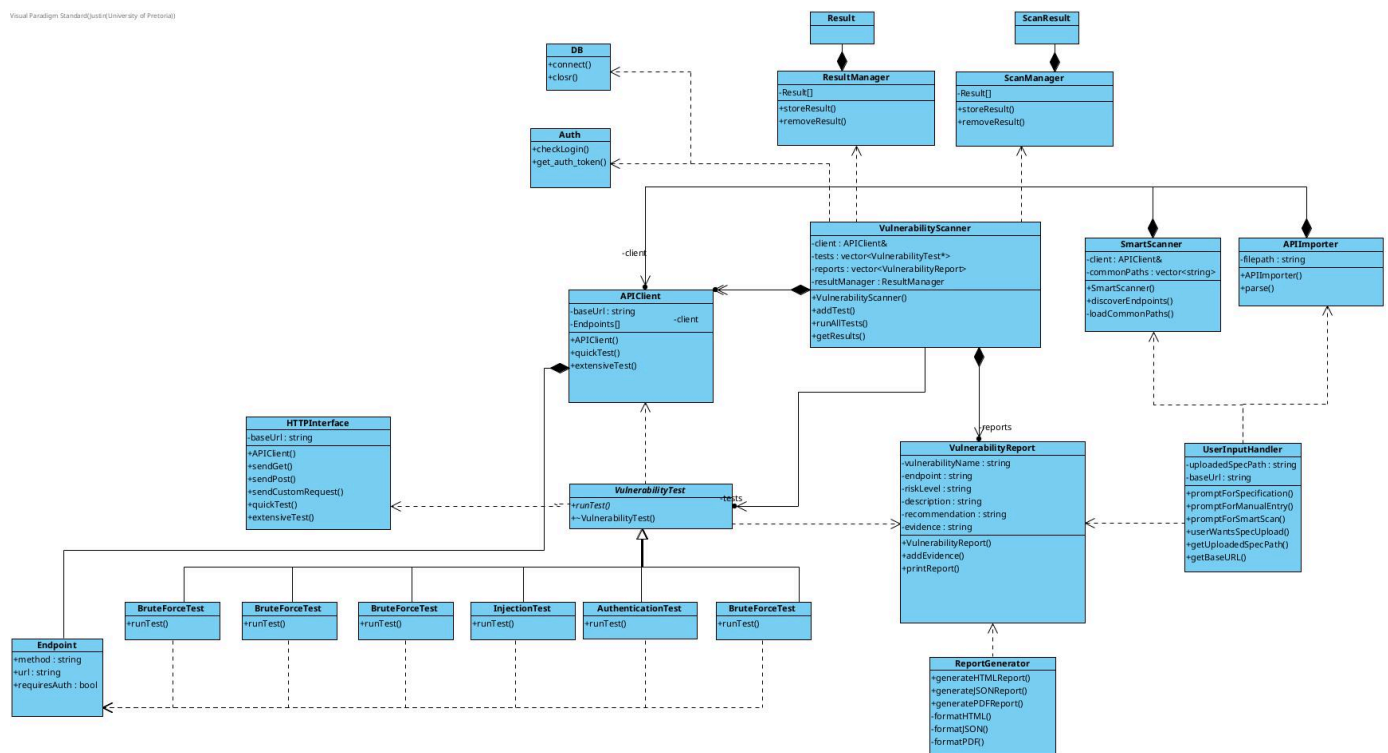 Visual Paradigm Standard(Justin(University of Pretoria))
Result
ScanResult
DB
+connect()
+closr()
ResultManager
-Result[]
+storeResult()
+removeResult()
ScanManager
-Result[]
+storeResult()
+removeResult()
Auth
+checkLogin()
+get_auth_token()
-client
VulnerabilityScanner
-client : APIClient&
-tests : vector<VulnerabilityTest*>
-reports : vector<VulnerabilityReport>
-resultManager : ResultManager
+VulnerabilityScanner()
+addTest()
+runAllTests()
+getResults()
SmartScanner
-client : APIClient&
-commonPaths : vector<string>
+SmartScanner()
+discoverEndpoints()
-loadCommonPaths()
APIImporter
-filepath : string
+APIImporter()
+parse()
APIClient
-baseUrl : string
-Endpoints[]
+APIClient()
+quickTest()
+extensiveTest()
-client
HTTPInterface
-baseUrl : string
+APIClient()
+sendGet()
+sendPost()
+sendCustomRequest()
+quickTest()
+extensiveTest()
VulnerabilityTest
+runTest()
+~VulnerabilityTest()
-tests
-reports
VulnerabilityReport
-vulnerabilityName : string
-endpoint : string
-riskLevel : string
-description : string
-recommendation : string
-evidence : string
+VulnerabilityReport()
+addEvidence()
+printReport()
UserInputHandler
-uploadedSpecPath : string
-baseUrl : string
+promptForSpecification()
+promptForManualEntry()
+promptForSmartScan()
+userWantsSpecUpload()
+getUploadedSpecPath()
+getBaseURL()
BruteForceTest
+runTest()
BruteForceTest
+runTest()
BruteForceTest
+runTest()
InjectionTest
+runTest()
AuthenticationTest
+runTest()
BruteForceTest
+runTest()
Endpoint
+method : string
+url : string
+requiresAuth : bool
ReportGenerator
+generateHTMLReport()
+generateJSONReport()
+generatePDFReport()
-formatHTML()
-formatJSON()
-formatPDF()